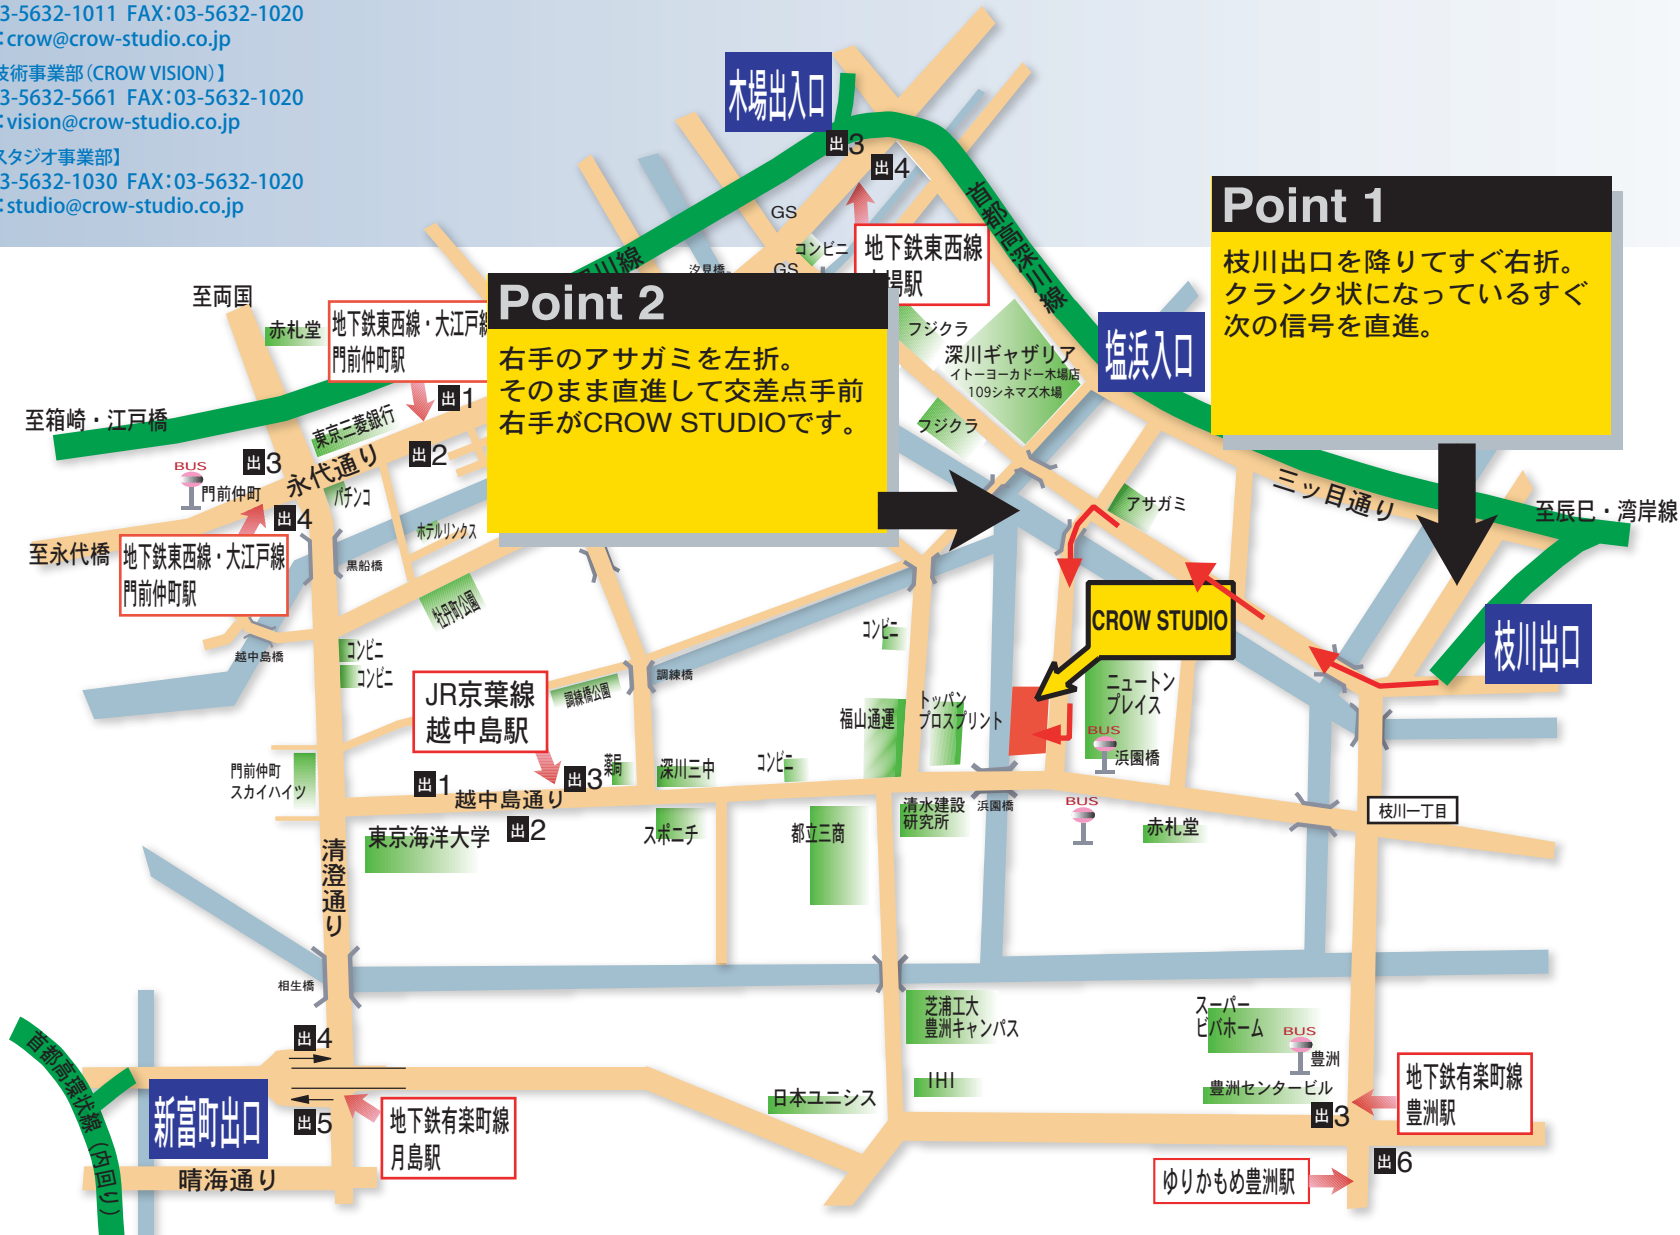 3-5632-1011 FAX：03-5632-1020
：crow@crow-studio.co.jp
技術事業部（CROW VISION）】
3-5632-5661 FAX：03-5632-1020
：vision@crow-studio.co.jp
スタジオ事業部】
3-5632-1030 FAX：03-5632-1020
：studio@crow-studio.co.jp
木場出入口
出3
出4
GS
コンビニ
GS
汐見橋
地下鉄東西線
木場駅
首都高深川線
川線
Point 1
枝川出口を降りてすぐ右折。
クランク状になっているすぐ
次の信号を直進。
Point 2
右手のアサガミを左折。
そのまま直進して交差点手前
右手がCROW STUDIOです。
至両国
赤札堂
地下鉄東西線・大江戸線
門前仲町駅
出1
出2
至箱崎・江戸橋
東京三菱銀行
永代通り
BUS
門前仲町
出3
出4
パチンコ
ホテルリンクス
至永代橋
地下鉄東西線・大江戸線
門前仲町駅
黒船橋
牡丹町公園
越中島橋
コンビニ
コンビニ
フジクラ
深川ギャザリア
イトーヨーカドー木場店
109シネマズ木場
フジクラ
塩浜入口
三ッ目通り
アサガミ
至辰巳・湾岸線
枝川出口
CROW STUDIO
コンビニ
調練橋
調練橋公園
JR京葉線
越中島駅
福山通運
トッパン
プロスプリント
ニュートン
プレイス
BUS
浜園橋
門前仲町
スカイハイツ
出1
越中島通り
出3
出2
薬局
深川三中
コンビニ
東京海洋大学
スポニチ
都立三商
清水建設
研究所
浜園橋
BUS
赤札堂
枝川一丁目
清澄通り
相生橋
芝浦工大
豊洲キャンパス
スーパー
ビバホーム
BUS
豊洲
首都高環状線（内回り）
出4
出5
新富町出口
地下鉄有楽町線
月島駅
晴海通り
日本ユニシス
IHI
豊洲センタービル
出3
地下鉄有楽町線
豊洲駅
出6
ゆりかもめ豊洲駅